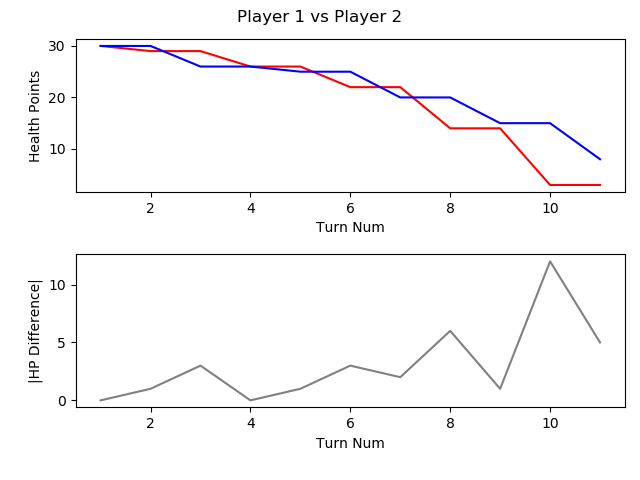 Player 1 vs Player 2
30
20
10
Health Points
2 4 6 8 10
Turn Num
10
5
0
|HP Difference|
2 4 6 8 10
Turn Num